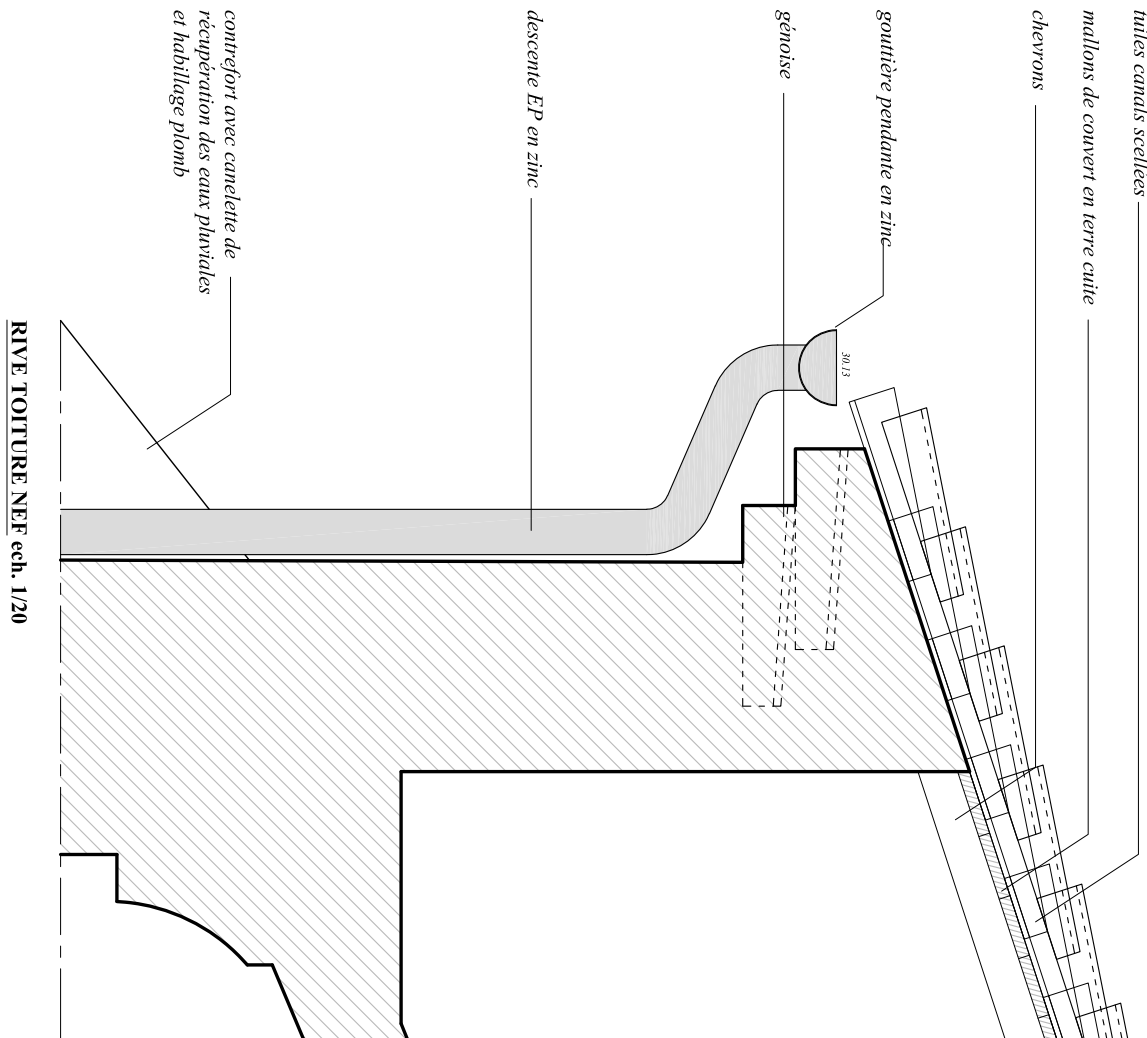 tuiles canals scellées
mallons de couvert en terre cuite
chevrons
gouttière pendante en zinc
génoise
descente EP en zinc
contrefort avec canelette de
récupération des eaux pluviales
et habillage plomb
30.13
RIVE TOITURE NEF ech. 1/20